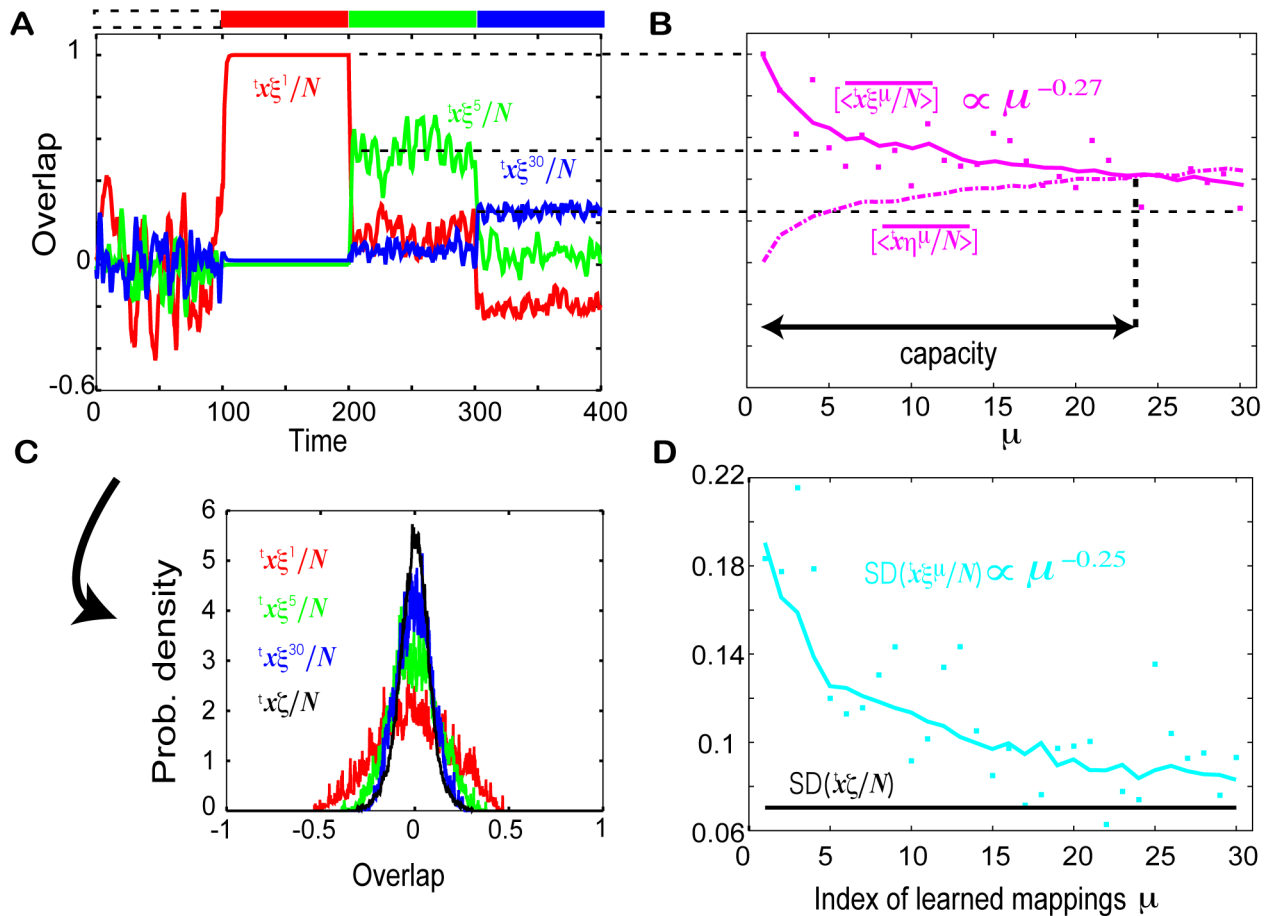 A
Overlap
1
0
-0.6
ᵗxξ¹/N
ᵗxξ⁵/N
ᵗxξ³⁰/N
0 100 200 300 400
Time
B
[<ᵗxξᵘ/N>] ∝ μ⁻⁰·²⁷
[<ᵗxηᵘ/N>]
capacity
0 5 10 15 20 25 30
μ
C
Prob. density
6
5
4
3
2
1
0
ᵗxξ¹/N
ᵗxξ⁵/N
ᵗxξ³⁰/N
ᵗxζ/N
-1 -0.5 0 0.5 1
Overlap
D
0.22
0.18
0.14
0.1
0.06
SD(ᵗxξᵘ/N) ∝ μ⁻⁰·²⁵
SD(ᵗxζ/N)
0 5 10 15 20 25 30
Index of learned mappings μ